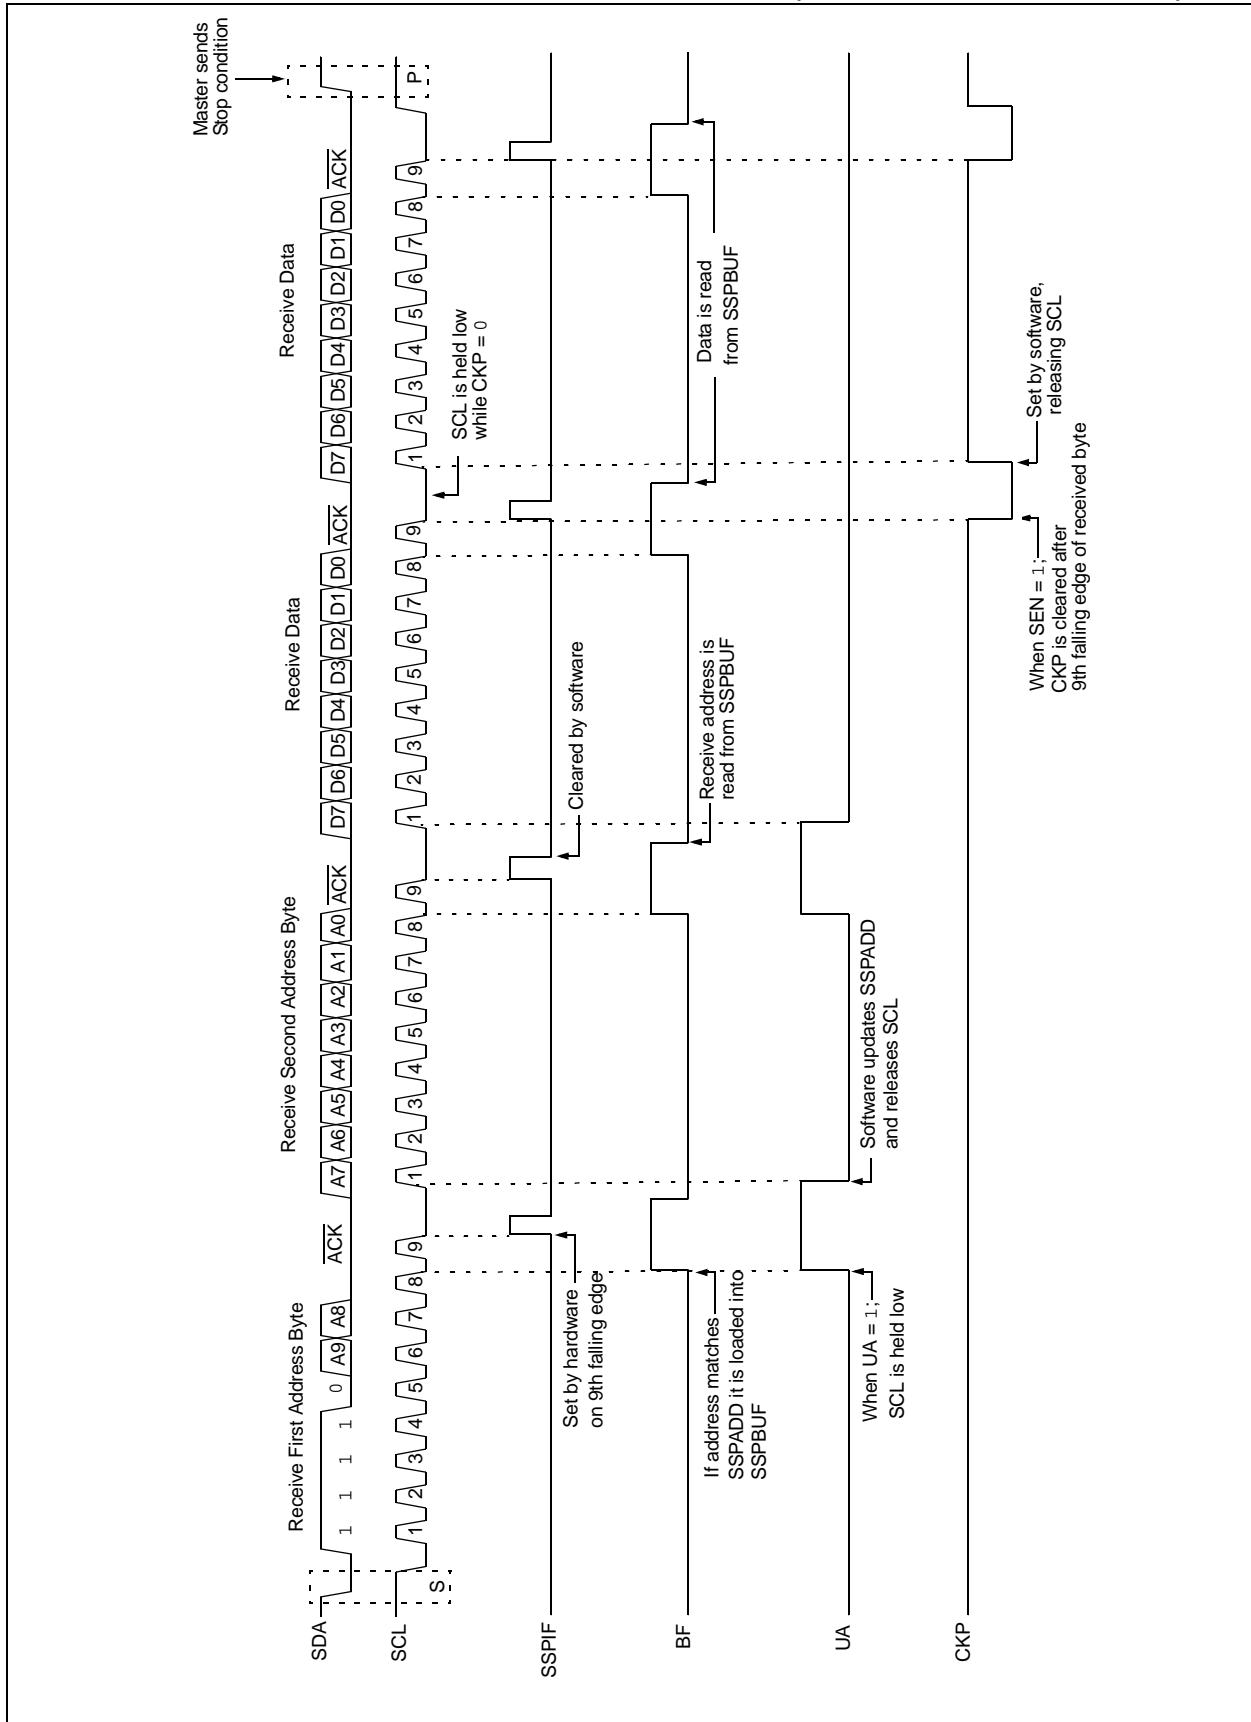 Master sends
Stop condition
Receive First Address Byte
Receive Second Address Byte
Receive Data
Receive Data
SDA
1 1 1 1 0 A9 A8 ACK
A7 A6 A5 A4 A3 A2 A1 A0 ACK
D7 D6 D5 D4 D3 D2 D1 D0 ACK
D7 D6 D5 D4 D3 D2 D1 D0 ACK
SCL
S
1 2 3 4 5 6 7 8 9
1 2 3 4 5 6 7 8 9
1 2 3 4 5 6 7 8 9
1 2 3 4 5 6 7 8 9
P
SCL is held low
while CKP = 0
SSPIF
Set by hardware
on 9th falling edge
Cleared by software
BF
If address matches
SSPADD it is loaded into
SSPBUF
Receive address is
read from SSPBUF
Data is read
from SSPBUF
UA
When UA = 1;
SCL is held low
Software updates SSPADD
and releases SCL
CKP
When SEN = 1;
CKP is cleared after
9th falling edge of received byte
Set by software,
releasing SCL